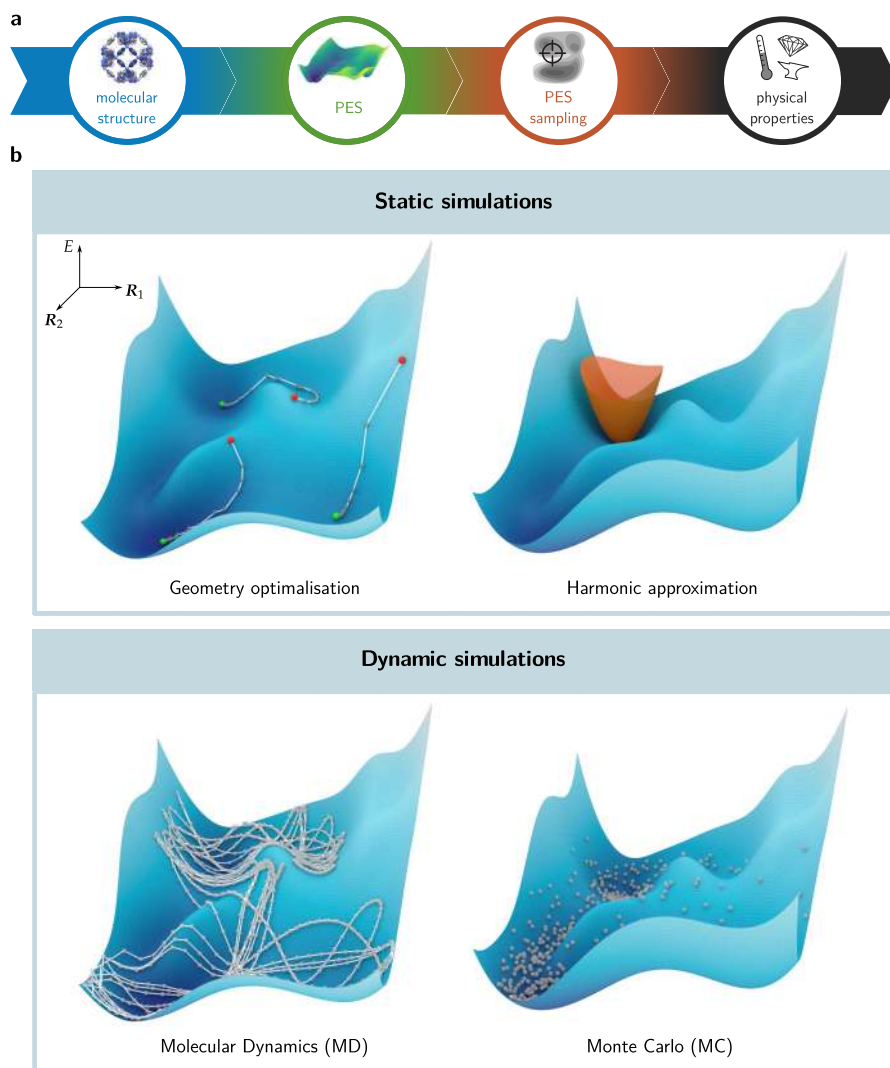 a
molecular
structure
PES
PES
sampling
physical
properties
b
Static simulations
E
R1
R2
Geometry optimalisation
Harmonic approximation
Dynamic simulations
Molecular Dynamics (MD)
Monte Carlo (MC)